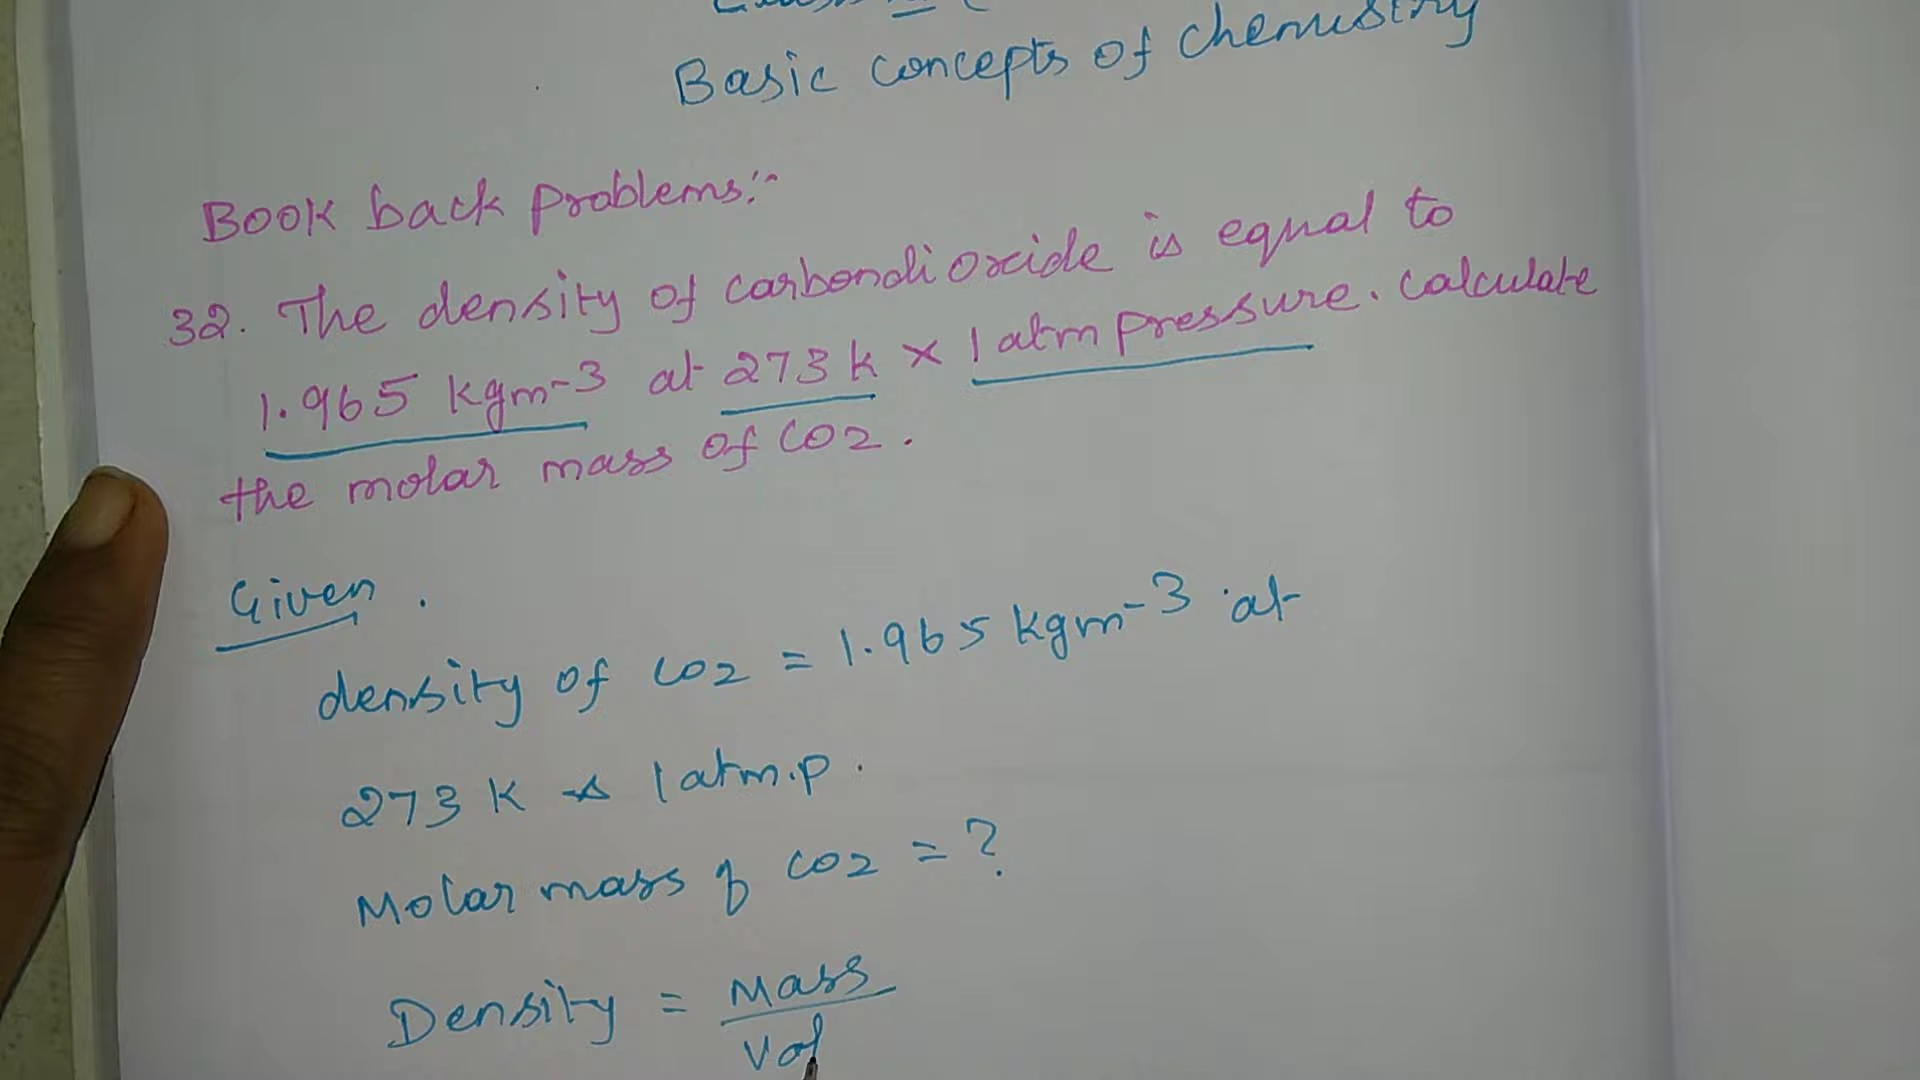 Basic concepts of chemistry
Book back problems:-
32. The density of carbondioxide is equal to
1.965 kgm-3 at 273 k & 1 atm pressure. calculate
the molar mass of CO2.
Given.
density of CO2 = 1.965 kgm-3 at
273 K & 1 atm.p.
Molar mass of CO2 = ?
Density = Mass
Vol